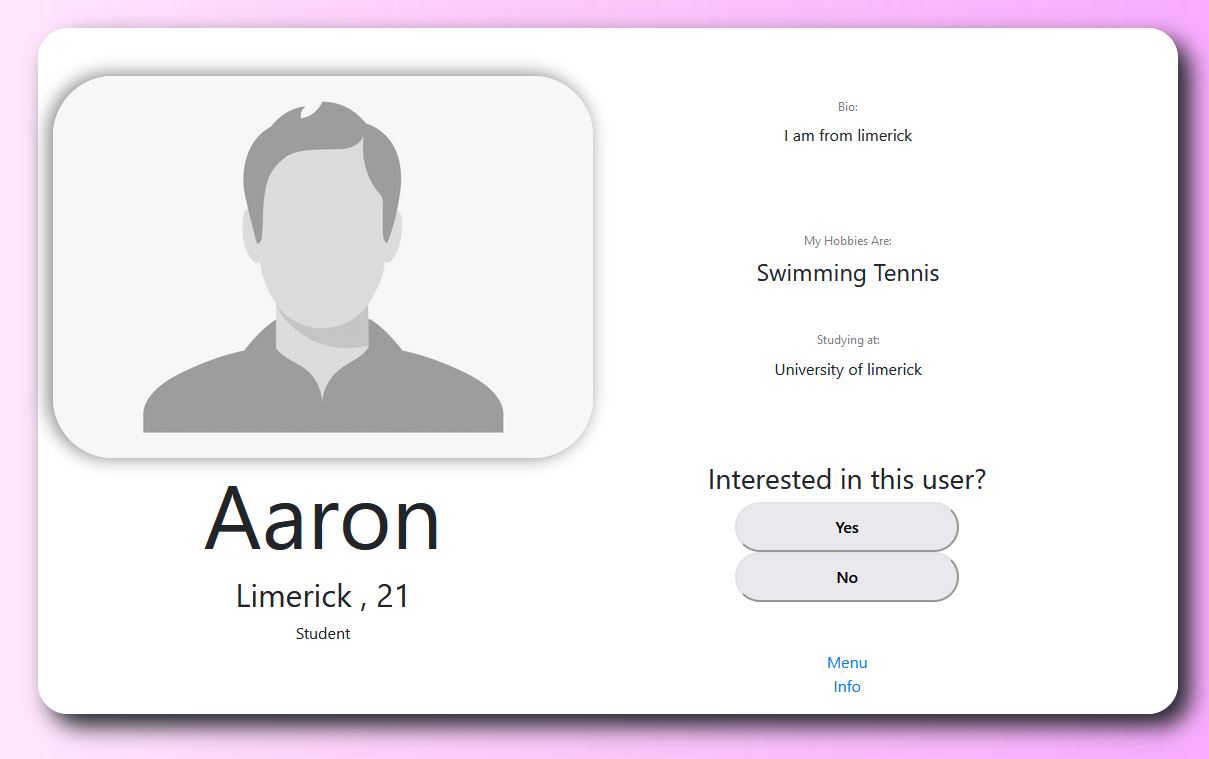 Aaron
Limerick , 21
Student
Bio:
I am from limerick
My Hobbies Are:
Swimming Tennis
Studying at:
University of limerick
Interested in this user?
Yes
No
Menu
Info